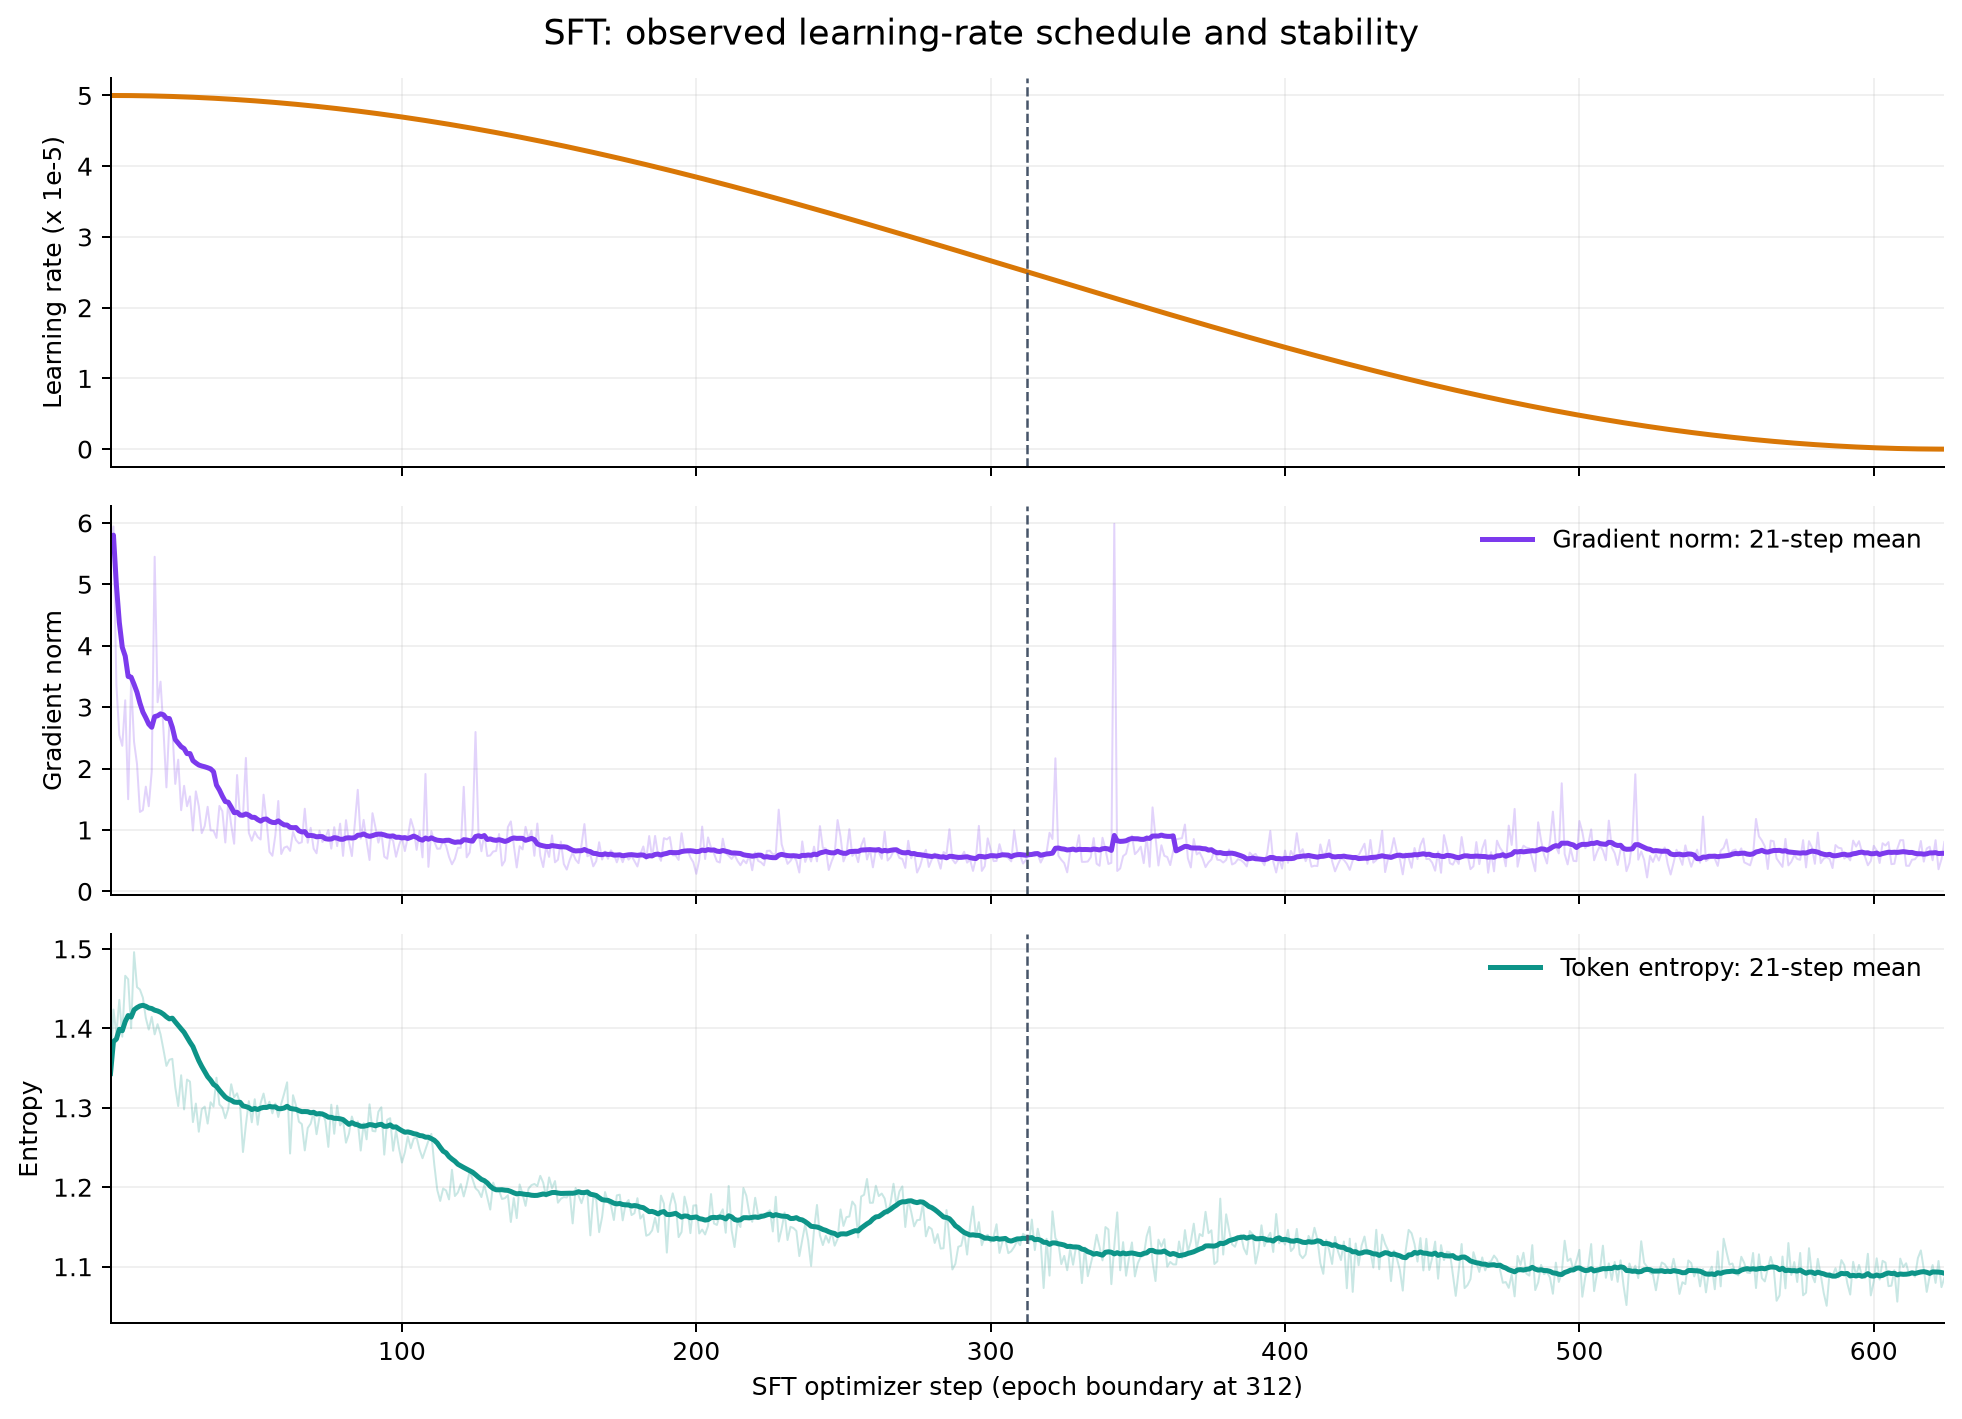 SFT: observed learning-rate schedule and stability
Learning rate (x 1e-5)
5
4
3
2
1
0
Gradient norm
6
5
4
3
2
1
0
Gradient norm: 21-step mean
Entropy
1.5
1.4
1.3
1.2
1.1
Token entropy: 21-step mean
100 200 300 400 500 600
SFT optimizer step (epoch boundary at 312)